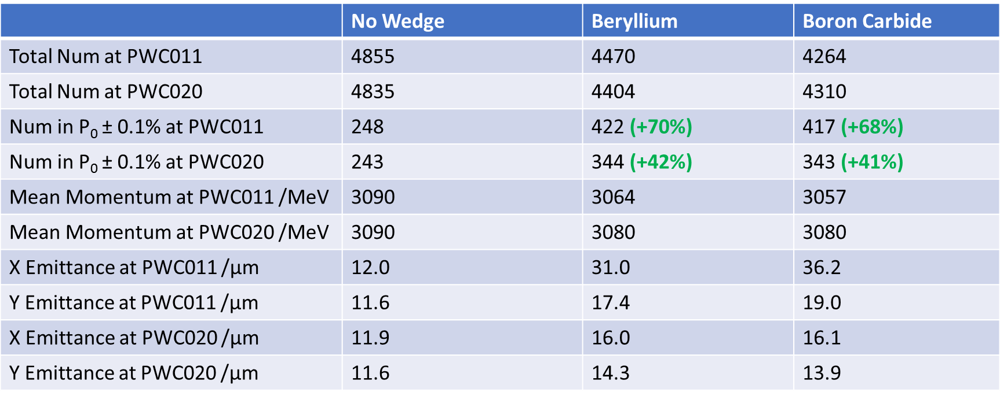 No Wedge Beryllium Boron Carbide
Total Num at PWC011 4855 4470 4264
Total Num at PWC020 4835 4404 4310
Num in P₀ ± 0.1% at PWC011 248 422 (+70%) 417 (+68%)
Num in P₀ ± 0.1% at PWC020 243 344 (+42%) 343 (+41%)
Mean Momentum at PWC011 /MeV 3090 3064 3057
Mean Momentum at PWC020 /MeV 3090 3080 3080
X Emittance at PWC011 /μm 12.0 31.0 36.2
Y Emittance at PWC011 /μm 11.6 17.4 19.0
X Emittance at PWC020 /μm 11.9 16.0 16.1
Y Emittance at PWC020 /μm 11.6 14.3 13.9